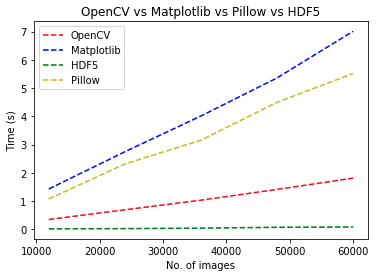 OpenCV vs Matplotlib vs Pillow vs HDF5
OpenCV
Matplotlib
HDF5
Pillow
7
6
5
4
3
2
1
0
Time (s)
10000 20000 30000 40000 50000 60000
No. of images